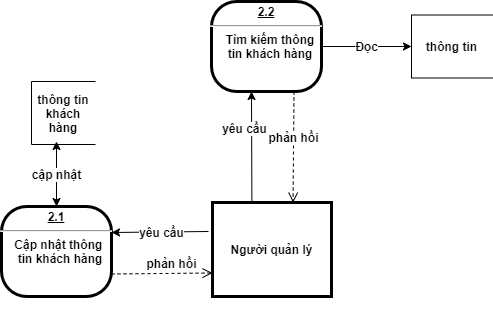 2.2
Tìm kiếm thông
tin khách hàng
Đọc
thông tin
thông tin
khách
hàng
yêu cầu
phản hồi
cập nhật
2.1
Cập nhật thông
tin khách hàng
yêu cầu
phản hồi
Người quản lý